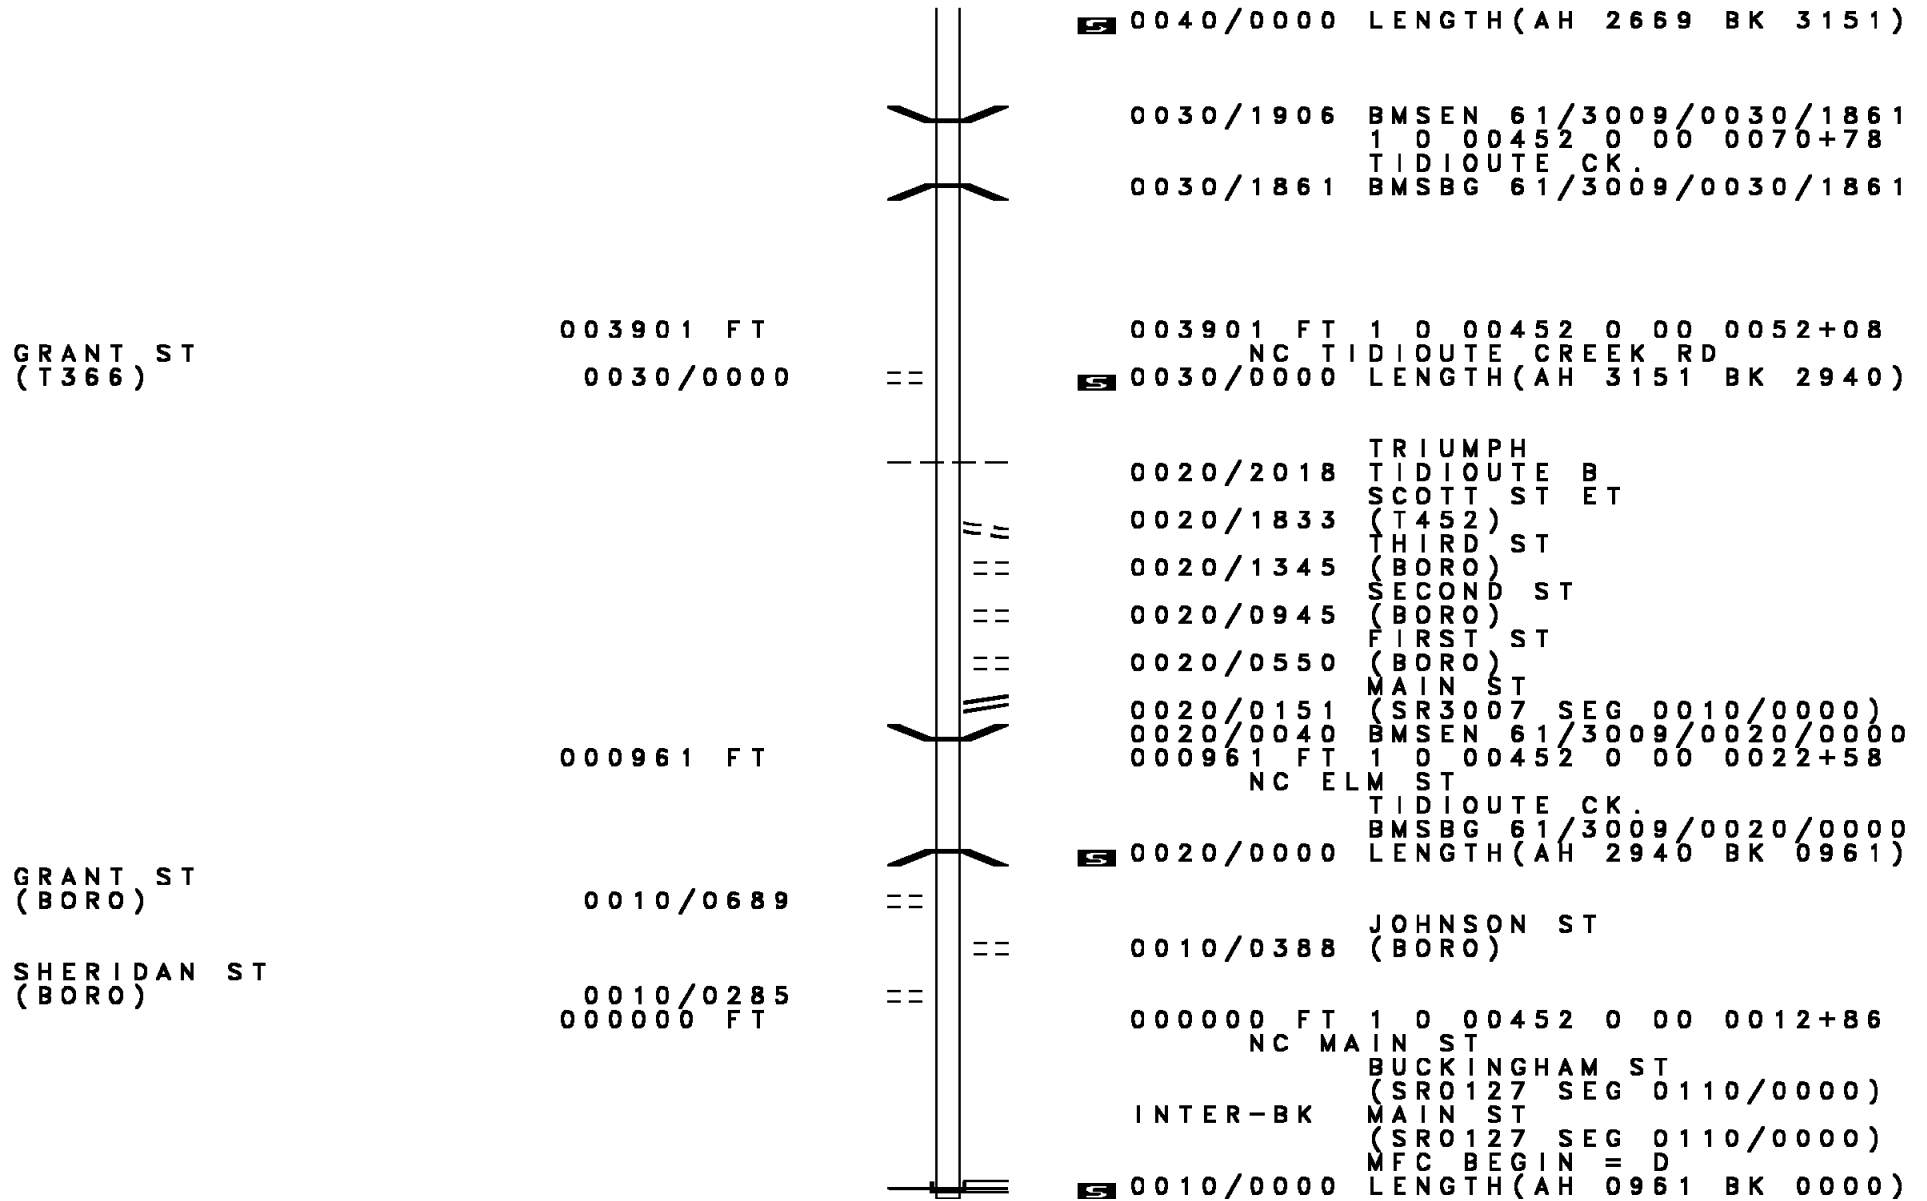 S 0040/0000 LENGTH(AH 2669 BK 3151)
0030/1906 BMSEN 61/3009/0030/1861
1 0 00452 0 00 0070+78
TIDIOUTE CK.
0030/1861 BMSBG 61/3009/0030/1861
003901 FT 003901 FT 1 0 00452 0 00 0052+08
GRANT ST NC TIDIOUTE CREEK RD
(T366) 0030/0000 S 0030/0000 LENGTH(AH 3151 BK 2940)
TRIUMPH
0020/2018 TIDIOUTE B
SCOTT ST ET
0020/1833 (T452)
THIRD ST
0020/1345 (BORO)
SECOND ST
0020/0945 (BORO)
FIRST ST
0020/0550 (BORO)
MAIN ST
0020/0151 (SR3007 SEG 0010/0000)
0020/0040 BMSEN 61/3009/0020/0000
000961 FT 000961 FT 1 0 00452 0 00 0022+58
NC ELM ST
TIDIOUTE CK.
BMSBG 61/3009/0020/0000
S 0020/0000 LENGTH(AH 2940 BK 0961)
GRANT ST
(BORO) 0010/0689
JOHNSON ST
0010/0388 (BORO)
SHERIDAN ST
(BORO) 0010/0285
000000 FT 000000 FT 1 0 00452 0 00 0012+86
NC MAIN ST
BUCKINGHAM ST
(SR0127 SEG 0110/0000)
INTER-BK MAIN ST
(SR0127 SEG 0110/0000)
MFC BEGIN = D
S 0010/0000 LENGTH(AH 0961 BK 0000)